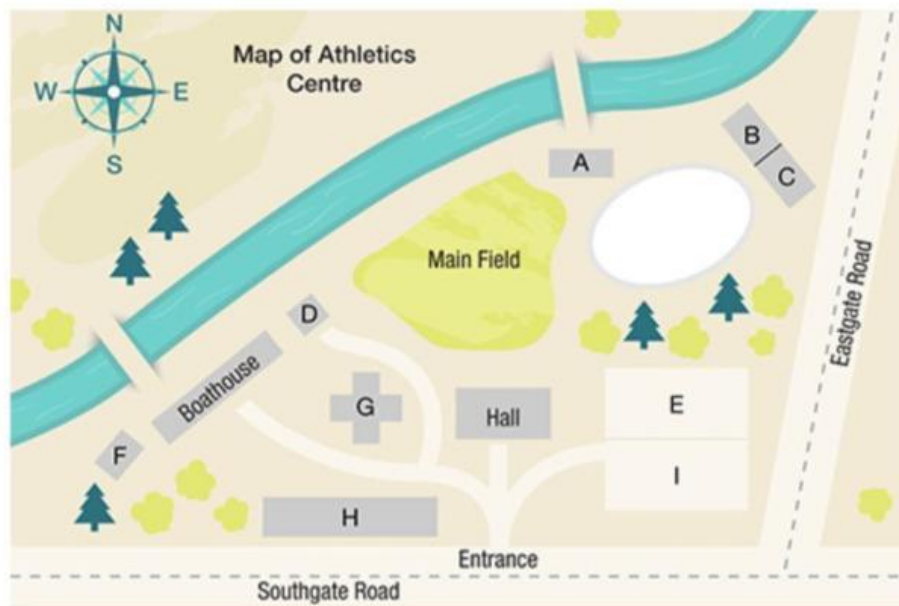 N
Map of Athletics
Centre
W
E
S
B
A
C
Main Field
Eastgate Road
D
Boathouse
G
Hall
E
F
I
H
Entrance
Southgate Road